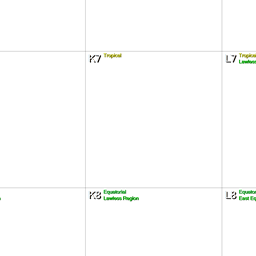 K7 Tropical
L7 Tropical
Lawless
K8 Equatorial
Lawless Region
L8 Equatorial
East Eq